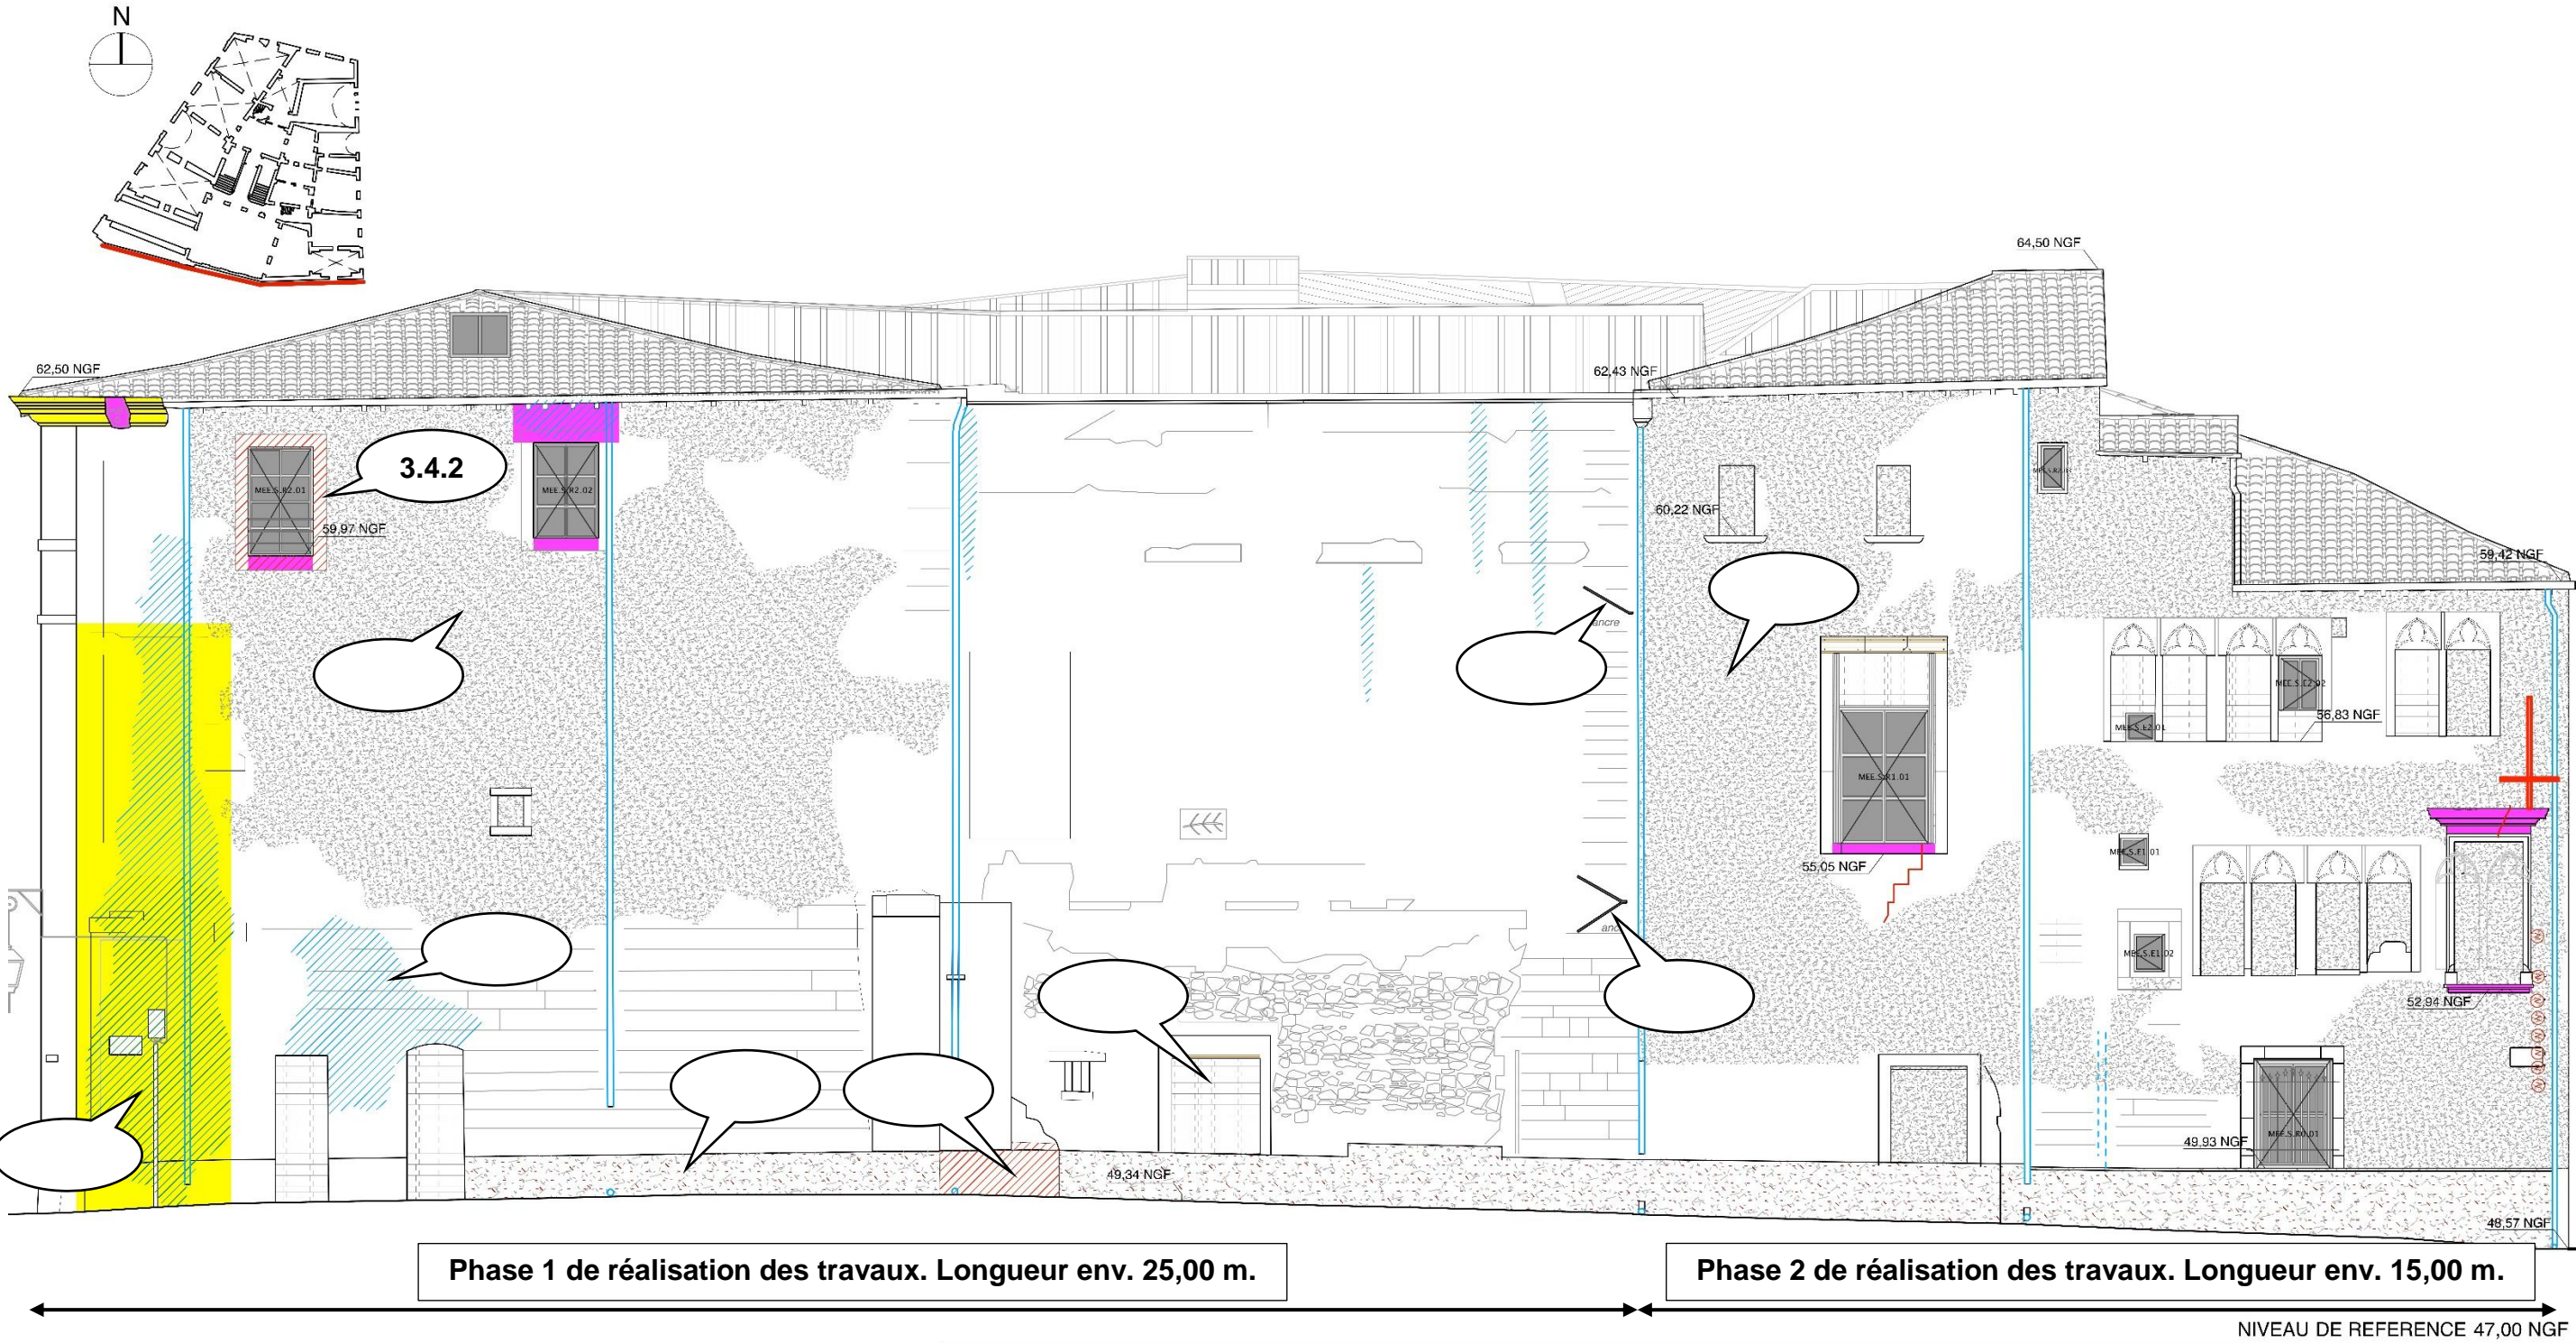 N
64,50 NGF
62,50 NGF
62,43 NGF
3.4.2
MEE.S.R2.01
MEE.S.R2.02
59,97 NGF
60,22 NGF
59,42 NGF
ancre
MEE.S.E2.02
56,83 NGF
MEE.S.E2.01
MEE.S.R1.01
MEE.S.E1.01
55,05 NGF
anc
MEE.S.E1.02
52,94 NGF
49,93 NGF
MEE.S.R0.01
49,34 NGF
48,57 NGF
Phase 1 de réalisation des travaux. Longueur env. 25,00 m.
Phase 2 de réalisation des travaux. Longueur env. 15,00 m.
NIVEAU DE REFERENCE 47,00 NGF